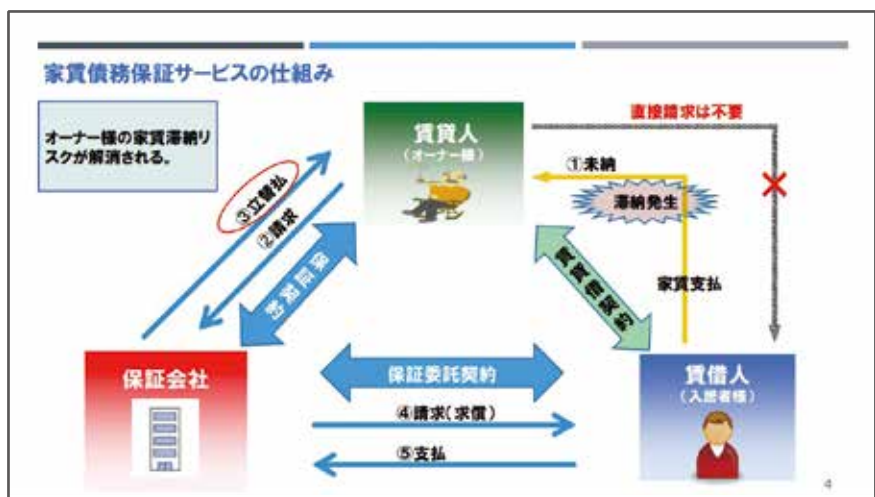 家賃債務保証サービスの仕組み
オーナー様の家賃滞納リ
スクが解消される。
賃貸人
(オーナー様)
直接請求は不要
①未納
滞納発生
③立替払
②請求
保証契約
賃貸借契約
家賃支払
保証会社
保証委託契約
賃借人
(入居者様)
④請求(求償)
⑤支払
4